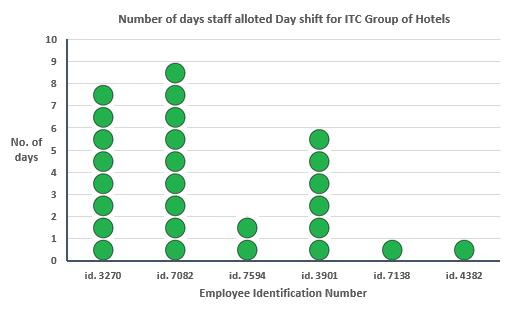 Number of days staff alloted Day shift for ITC Group of Hotels
10
9
8
7
6
5
4
3
2
1
0
No. of
days
id. 3270 id. 7082 id. 7594 id. 3901 id. 7138 id. 4382
Employee Identification Number